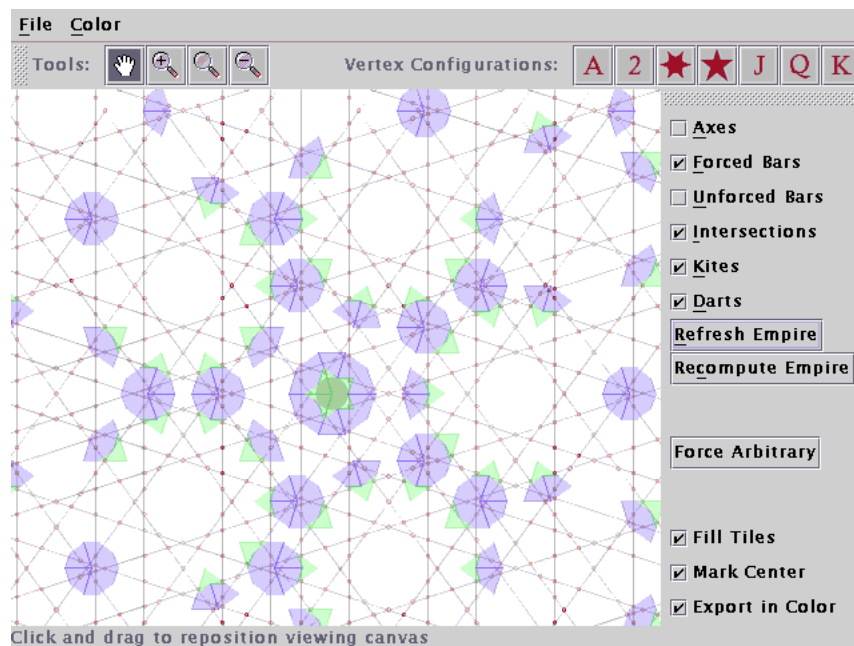 File Color
Tools: Vertex Configurations: A 2 J Q K
Axes
Forced Bars
Unforced Bars
Intersections
Kites
Darts
Refresh Empire
Recompute Empire
Force Arbitrary
Fill Tiles
Mark Center
Export in Color
Click and drag to reposition viewing canvas